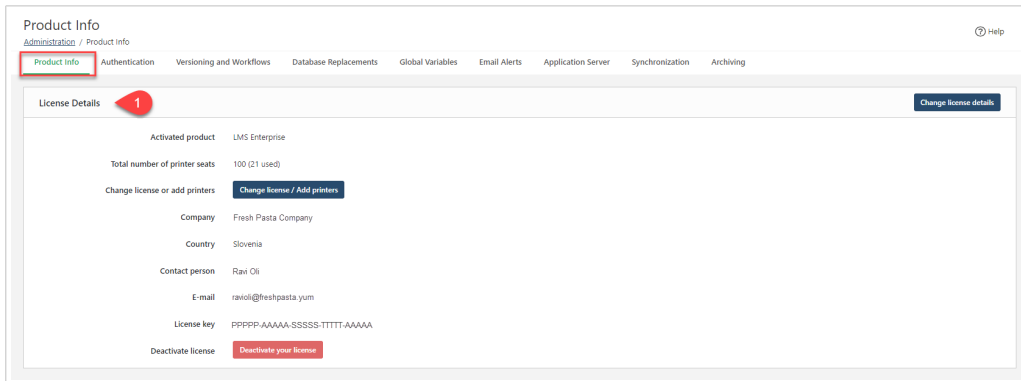 Product Info
Help
Administration / Product Info
Product Info Authentication Versioning and Workflows Database Replacements Global Variables Email Alerts Application Server Synchronization Archiving
License Details 1 Change license details
Activated product LMS Enterprise
Total number of printer seats 100 (21 used)
Change license or add printers Change license / Add printers
Company Fresh Pasta Company
Country Slovenia
Contact person Ravi Oli
E-mail ravioli@freshpasta.yum
License key PPPPP-AAAAA-SSSSS-TTTTT-AAAAA
Deactivate license Deactivate your license